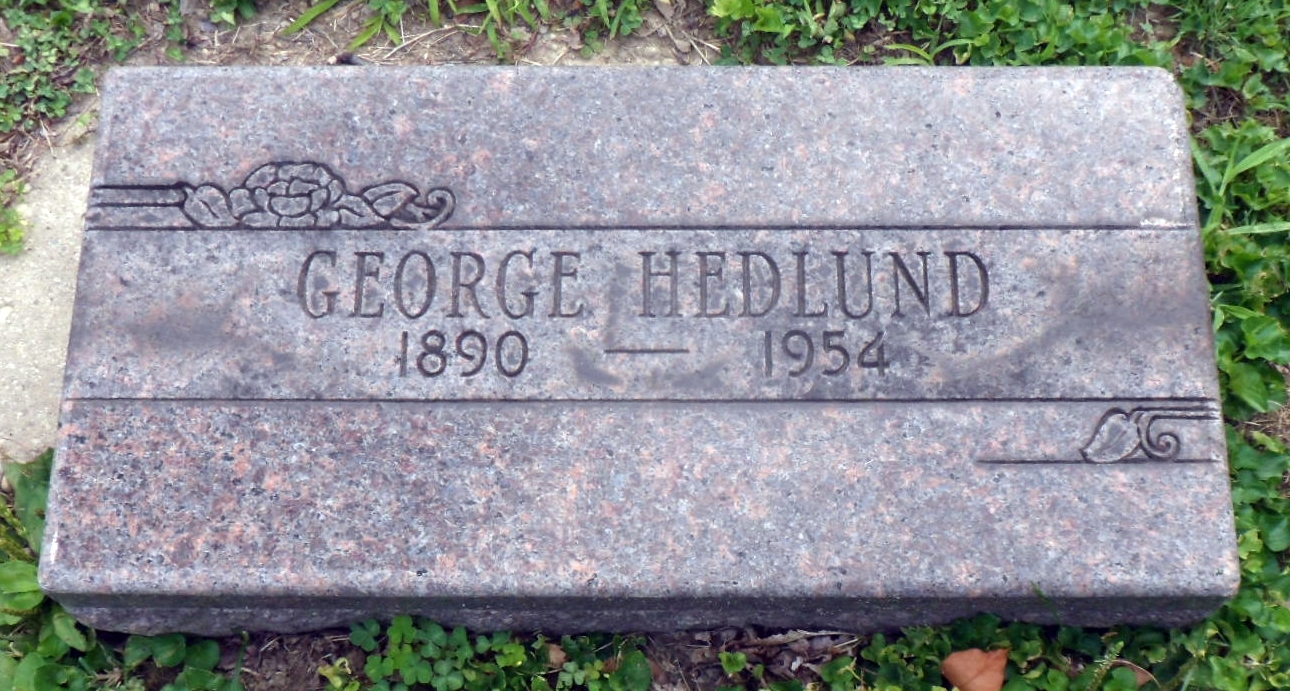 GEORGE HEDLUND
1890 — 1954